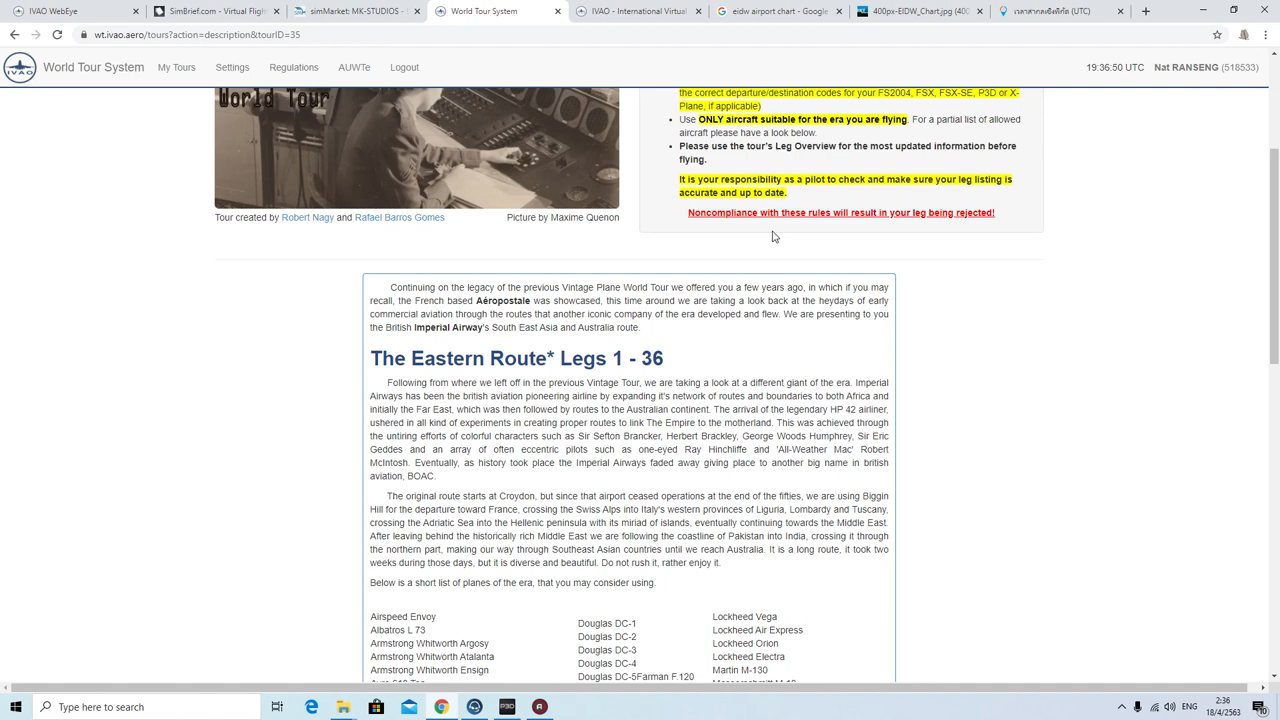 IVAO WebEye
SimBrief.com - Virtual Flight
simMarket: MK-STUDIOS -
World Tour System
IVAO - International Virtual
eidw airport chart - Google
400px-EIDW_Chart.jpg (400
(UTC)
wt.ivao.aero/tours?action=description&tourID=35
IVAO
World Tour System
My Tours
Settings
Regulations
AUWTe
Logout
19:36:50 UTC
Nat RANSENG (518533)
World Tour
the correct departure/destination codes for your FS2004, FSX, FSX-SE, P3D or X-
Plane, if applicable)
Use ONLY aircraft suitable for the era you are flying. For a partial list of allowed
aircraft please have a look below.
Please use the tour's Leg Overview for the most updated information before
flying.
It is your responsibility as a pilot to check and make sure your leg listing is
accurate and up to date.
Noncompliance with these rules will result in your leg being rejected!
Tour created by Robert Nagy and Rafael Barros Gomes
Picture by Maxime Quenon
Continuing on the legacy of the previous Vintage Plane World Tour we offered you a few years ago, in which if you may
recall, the French based Aéropostale was showcased, this time around we are taking a look back at the heydays of early
commercial aviation through the routes that another iconic company of the era developed and flew. We are presenting to you
the British Imperial Airway's South East Asia and Australia route.
The Eastern Route* Legs 1 - 36
Following from where we left off in the previous Vintage Tour, we are taking a look at a different giant of the era. Imperial
Airways has been the british aviation pioneering airline by expanding it's network of routes and boundaries to both Africa and
initially the Far East, which was then followed by routes to the Australian continent. The arrival of the legendary HP 42 airliner,
ushered in all kind of experiments in creating proper routes to link The Empire to the motherland. This was achieved through
the untiring efforts of colorful characters such as Sir Sefton Brancker, Herbert Brackley, George Woods Humphrey, Sir Eric
Geddes and an array of often eccentric pilots such as one-eyed Ray Hinchliffe and 'All-Weather Mac' Robert
McIntosh. Eventually, as history took place the Imperial Airways faded away giving place to another big name in british
aviation, BOAC.
The original route starts at Croydon, but since that airport ceased operations at the end of the fifties, we are using Biggin
Hill for the departure toward France, crossing the Swiss Alps into Italy's western provinces of Liguria, Lombardy and Tuscany,
crossing the Adriatic Sea into the Hellenic peninsula with its miriad of islands, eventually continuing towards the Middle East.
After leaving behind the historically rich Middle East we are following the coastline of Pakistan into India, crossing it through
the northern part, making our way through Southeast Asian countries until we reach Australia. It is a long route, it took two
weeks during those days, but it is diverse and beautiful. Do not rush it, rather enjoy it.
Below is a short list of planes of the era, that you may consider using.
Airspeed Envoy
Albatros L 73
Armstrong Whitworth Argosy
Armstrong Whitworth Atalanta
Armstrong Whitworth Ensign
Douglas DC-1
Douglas DC-2
Douglas DC-3
Douglas DC-4
Douglas DC-5Farman F.120
Lockheed Vega
Lockheed Air Express
Lockheed Orion
Lockheed Electra
Martin M-130
Type here to search
P3D
ENG
2:36
18/4/2563
10